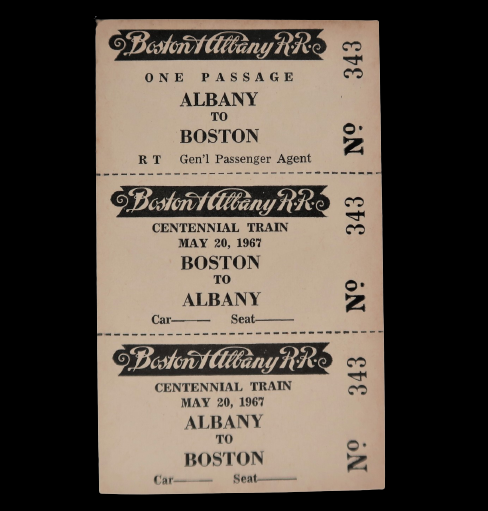 Boston & Albany R.R.
ONE PASSAGE
ALBANY
TO
BOSTON
R T Gen'l Passenger Agent
No. 343
Boston & Albany R.R.
CENTENNIAL TRAIN
MAY 20, 1967
BOSTON
TO
ALBANY
Car Seat
No. 343
Boston & Albany R.R.
CENTENNIAL TRAIN
MAY 20, 1967
ALBANY
TO
BOSTON
Car Seat
No. 343